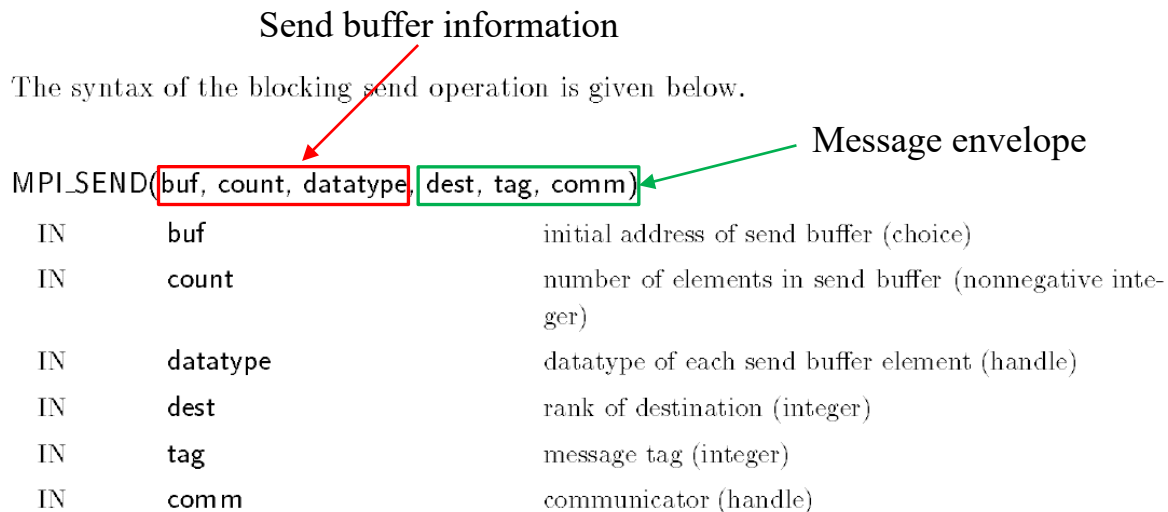 Send buffer information
The syntax of the blocking send operation is given below.
Message envelope
MPI_SEND(buf, count, datatype, dest, tag, comm)
IN buf initial address of send buffer (choice)
IN count number of elements in send buffer (nonnegative inte-
ger)
IN datatype datatype of each send buffer element (handle)
IN dest rank of destination (integer)
IN tag message tag (integer)
IN comm communicator (handle)